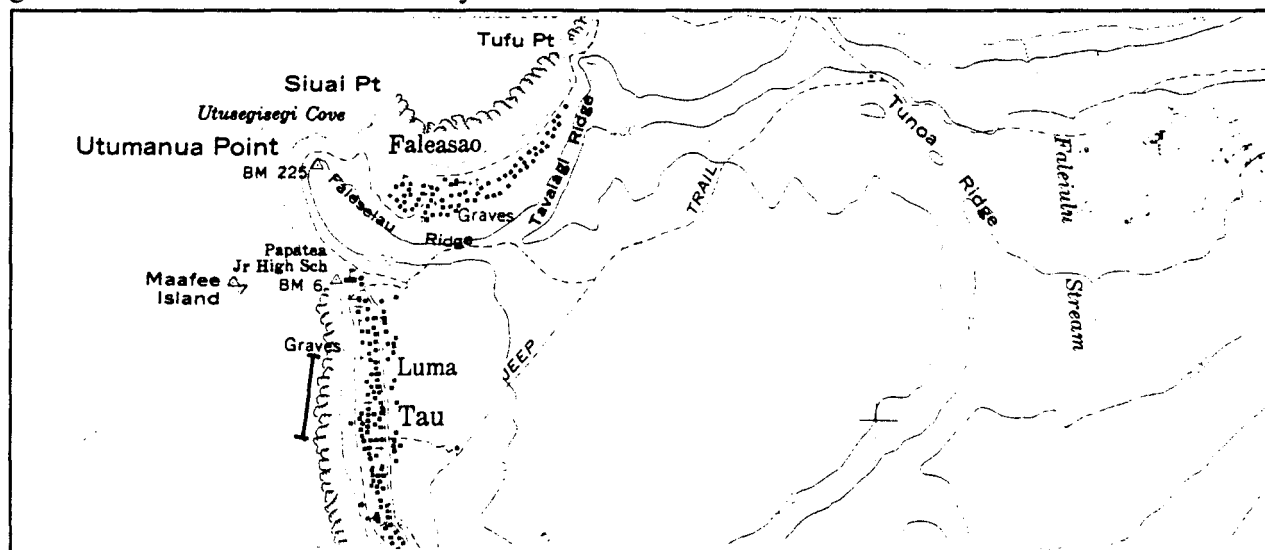 Tufu Pt
Siuai Pt
Utusegisegi Cove
Utumanua Point
Faleasao
BM 225
Faleselau
Ridge
Graves
Tavalagi Ridge
TRAIL
Tunoa
Ridge
Faleiulu
Stream
Papatea
Jr High Sch
BM 6
Maafee
Island
Graves
Luma
Tau
JEEP